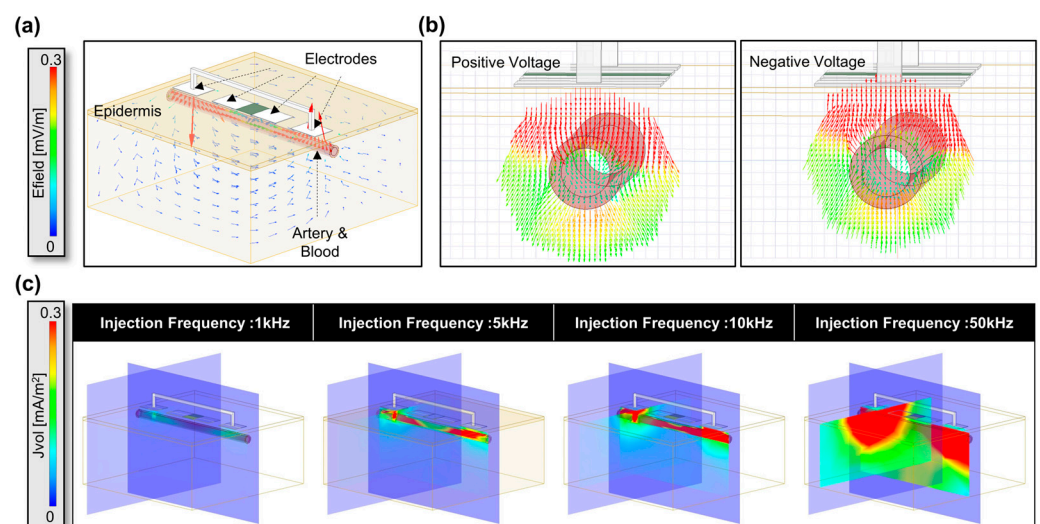 (a)
0.3
Efield [mV/m]
0
Electrodes
Epidermis
Artery &
Blood
(b)
Positive Voltage
Negative Voltage
(c)
0.3
Jvol [mA/m²]
0
Injection Frequency :1kHz
Injection Frequency :5kHz
Injection Frequency :10kHz
Injection Frequency :50kHz